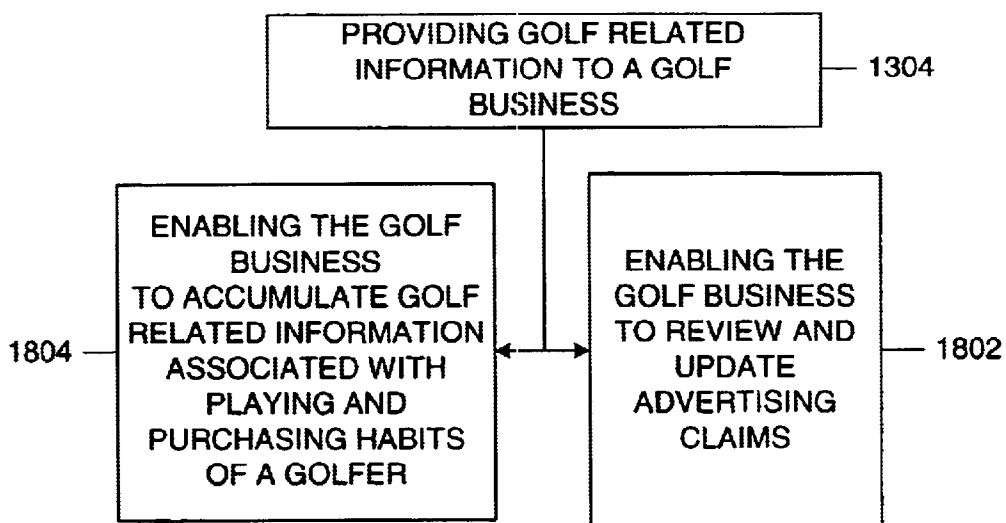 PROVIDING GOLF RELATED
INFORMATION TO A GOLF
BUSINESS
1304
ENABLING THE GOLF
BUSINESS
TO ACCUMULATE GOLF
RELATED INFORMATION
ASSOCIATED WITH
PLAYING AND
PURCHASING HABITS
OF A GOLFER
1804
ENABLING THE
GOLF BUSINESS
TO REVIEW AND
UPDATE
ADVERTISING
CLAIMS
1802